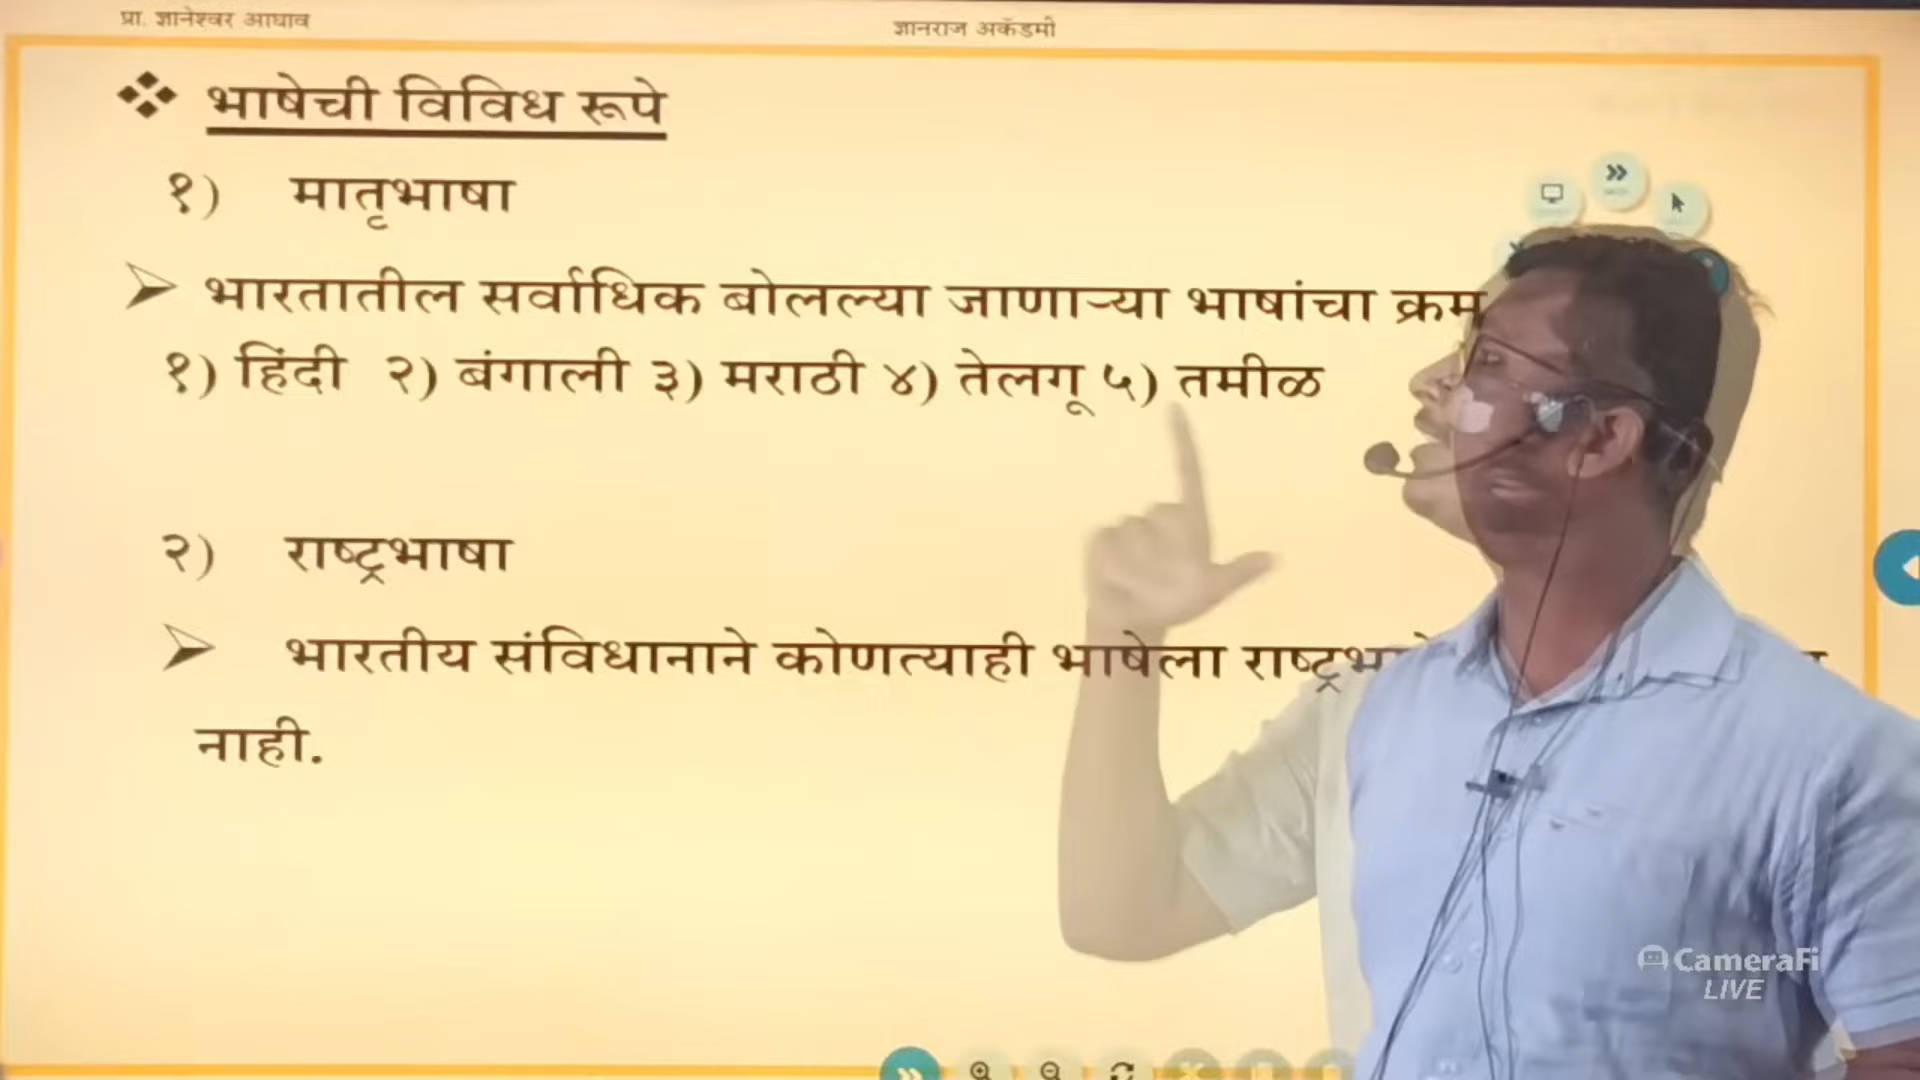 प्रा. ज्ञानेश्वर आघाव
ज्ञानराज अकॅडमी
❖ भाषेची विविध रूपे
१) मातृभाषा
➢ भारतातील सर्वाधिक बोलल्या जाणाऱ्या भाषांचा क्रम
१) हिंदी २) बंगाली ३) मराठी ४) तेलगू ५) तमीळ
२) राष्ट्रभाषा
➢ भारतीय संविधानाने कोणत्याही भाषेला
नाही.
CameraFi
LIVE